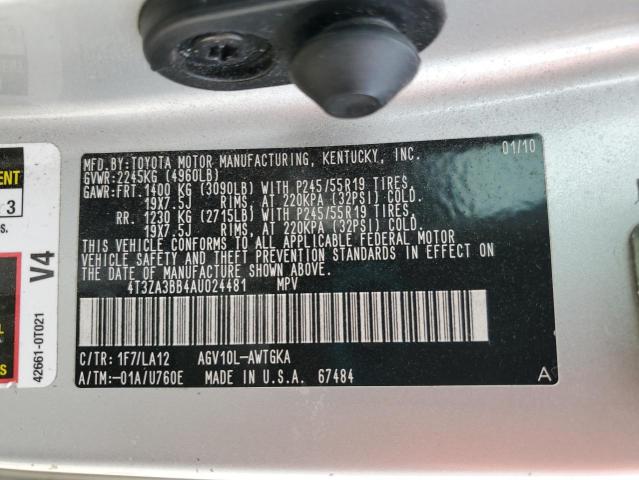 MFD.BY:TOYOTA MOTOR MANUFACTURING, KENTUCKY, INC. 01/10
GVWR:2245KG (4960LB)
GAWR:FRT. 1400 KG (3090LB) WITH P245/55R19 TIRES,
19X7.5J RIMS, AT 220KPA (32PSI) COLD.
RR. 1230 KG (2715LB) WITH P245/55R19 TIRES,
19X7.5J RIMS, AT 220KPA (32PSI) COLD.
THIS VEHICLE CONFORMS TO ALL APPLICABLE FEDERAL MOTOR
VEHICLE SAFETY AND THEFT PREVENTION STANDARDS IN EFFECT ON
THE DATE OF MANUFACTURE SHOWN ABOVE.
4T3ZA3BB4AU024481 MPV
C/TR: 1F7/LA12 AGV10L-AWTGKA
A/TM:-01A/U760E MADE IN U.S.A. 67484 A
ENT
3
s.
V4
42661-0T021